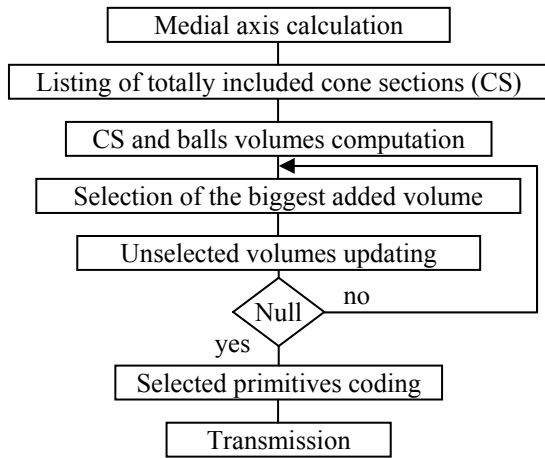 Medial axis calculation
Listing of totally included cone sections (CS)
CS and balls volumes computation
Selection of the biggest added volume
Unselected volumes updating
Null
no
yes
Selected primitives coding
Transmission